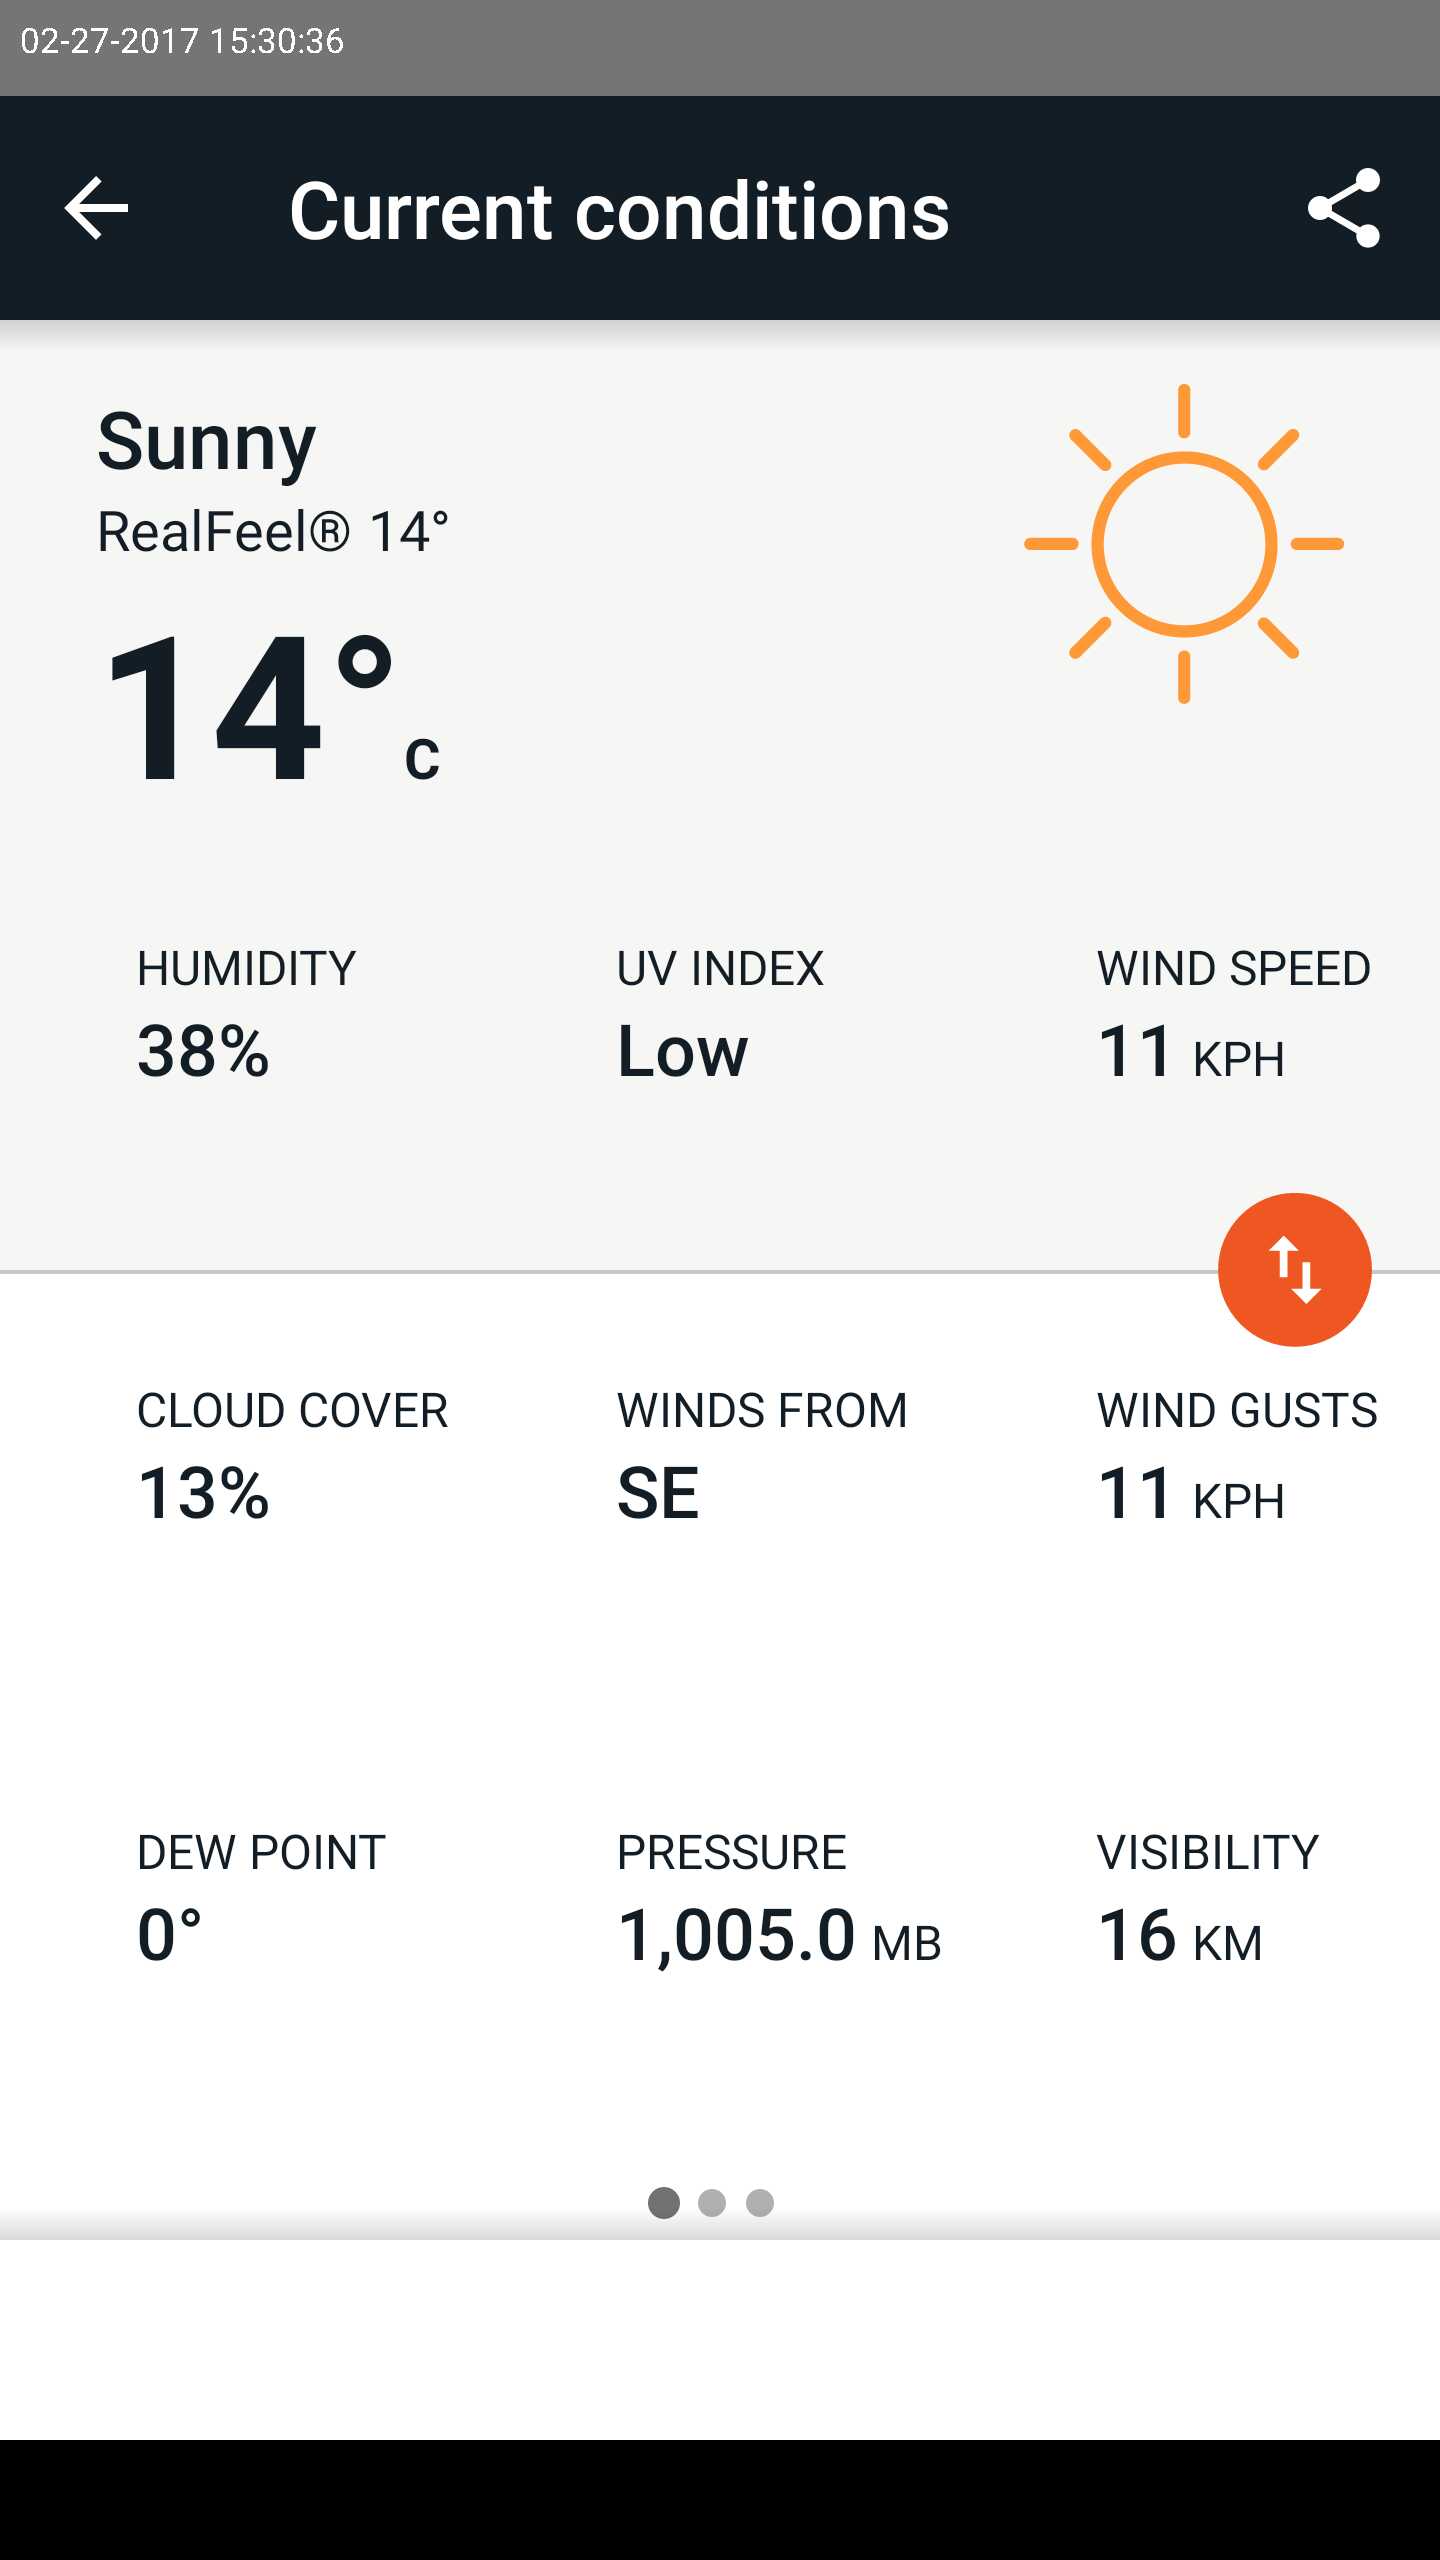 02-27-2017 15:30:36
Current conditions
Sunny
RealFeel® 14°
14° C
HUMIDITY UV INDEX WIND SPEED
38% Low 11 KPH
CLOUD COVER WINDS FROM WIND GUSTS
13% SE 11 KPH
DEW POINT PRESSURE VISIBILITY
0° 1,005.0 MB 16 KM